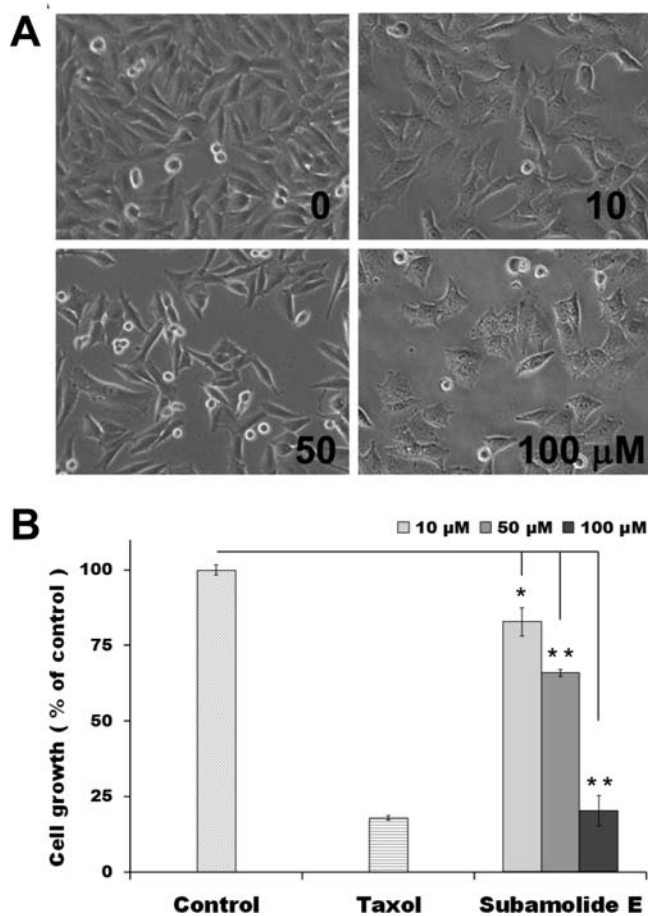 A
0
10
50
100 µM
B
10 µM 50 µM 100 µM
Cell growth ( % of control )
100
75
50
25
0
*
* *
* *
Control Taxol Subamolide E